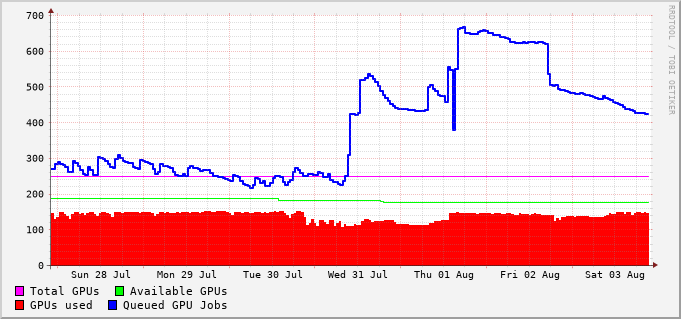 700
600
500
400
300
200
100
0
Sun 28 Jul Mon 29 Jul Tue 30 Jul Wed 31 Jul Thu 01 Aug Fri 02 Aug Sat 03 Aug
Total GPUs Available GPUs
GPUs used Queued GPU Jobs
RRDTOOL / TOBI OETIKER